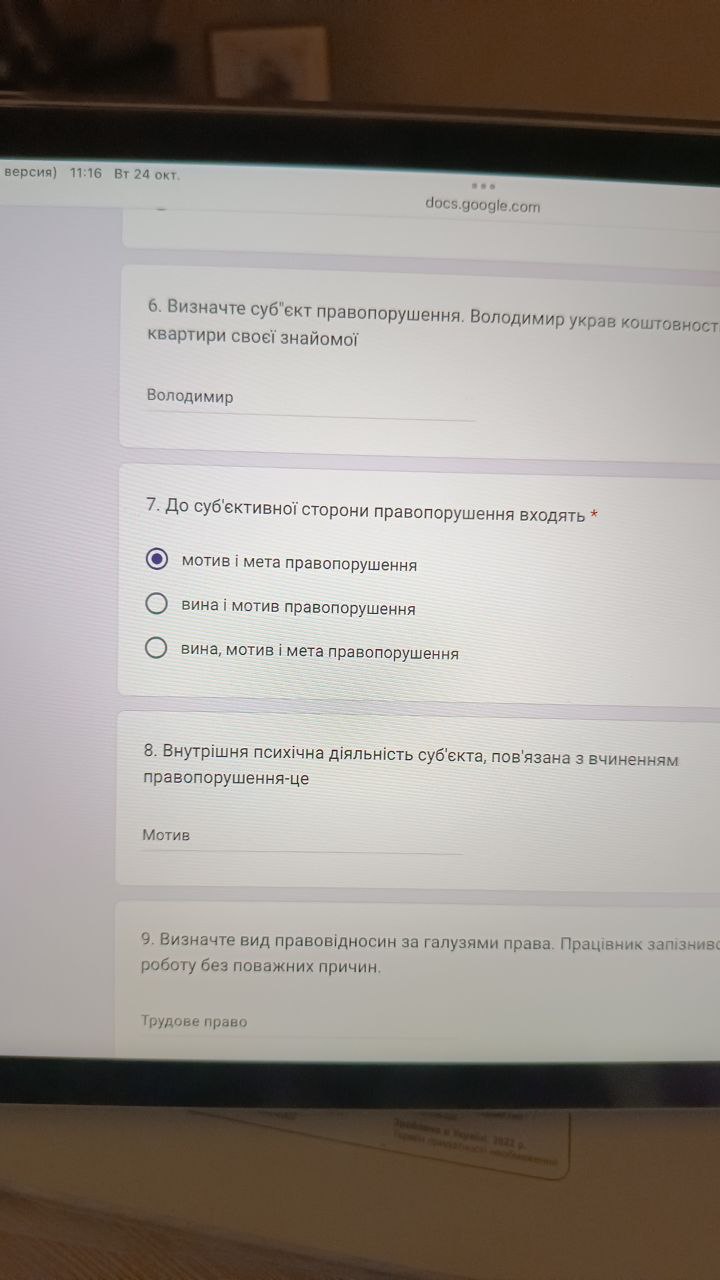 версия) 11:16 Вт 24 окт.
docs.google.com
6. Визначте суб"єкт правопорушення. Володимир украв коштовност
квартири своєї знайомої
Володимир
7. До суб'єктивної сторони правопорушення входять *
мотив і мета правопорушення
вина і мотив правопорушення
вина, мотив і мета правопорушення
8. Внутрішня психічна діяльність суб'єкта, пов'язана з вчиненням
правопорушення-це
Мотив
9. Визначте вид правовідносин за галузями права. Працівник запізнивс
роботу без поважних причин.
Трудове право
Зроблено в Україні, 2022 р.